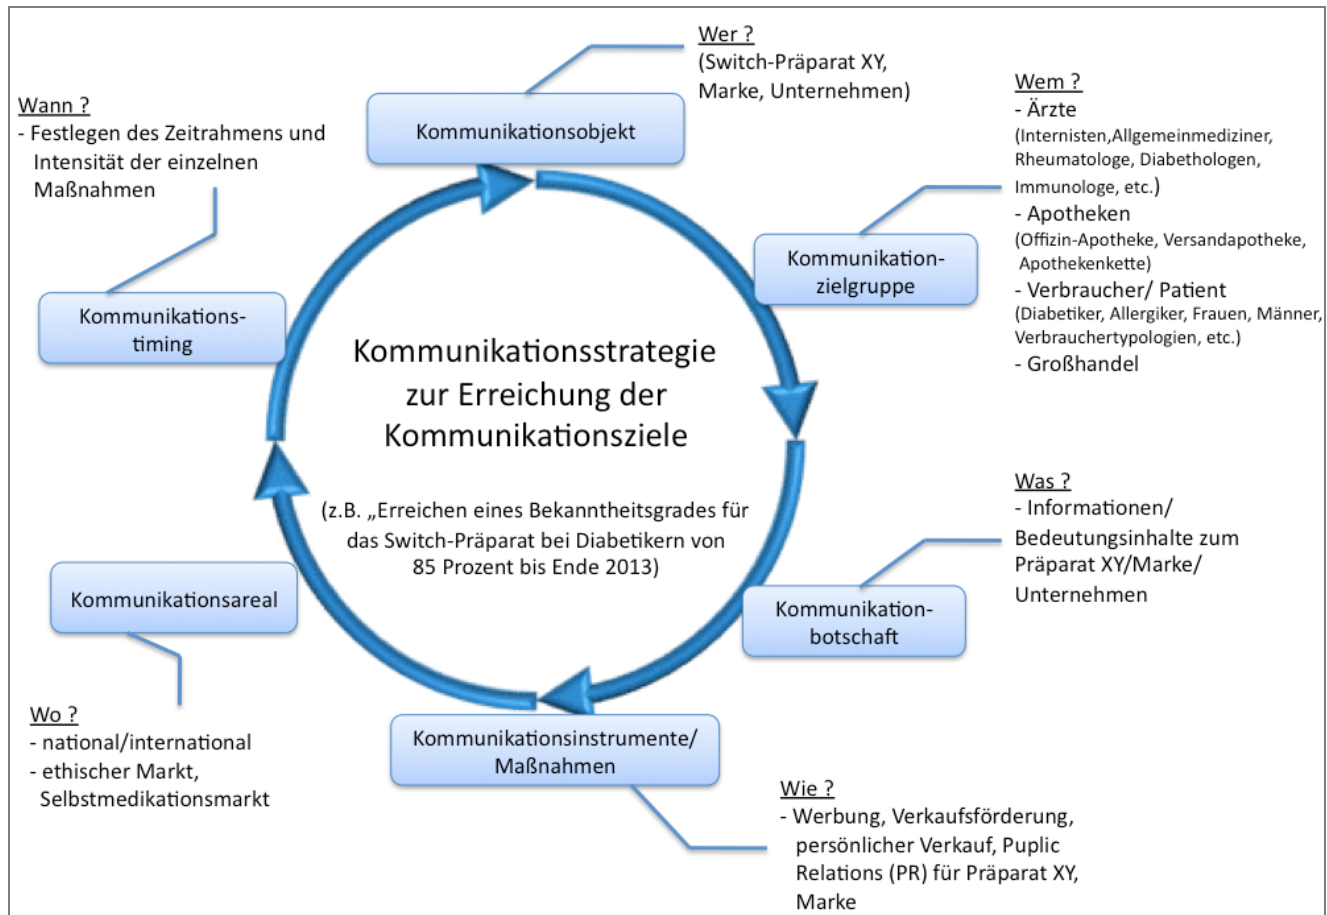 Wer ?
(Switch-Präparat XY,
Marke, Unternehmen)
Kommunikationsobjekt
Wem ?
- Ärzte
(Internisten,Allgemeinmediziner,
Rheumatologe, Diabethologen,
Immunologe, etc.)
- Apotheken
(Offizin-Apotheke, Versandapotheke,
Apothekenkette)
- Verbraucher/ Patient
(Diabetiker, Allergiker, Frauen, Männer,
Verbrauchertypologien, etc.)
- Großhandel
Kommunikation-
zielgruppe
Was ?
- Informationen/
Bedeutungsinhalte zum
Präparat XY/Marke/
Unternehmen
Kommunikation-
botschaft
Kommunikationsinstrumente/
Maßnahmen
Wie ?
- Werbung, Verkaufsförderung,
persönlicher Verkauf, Puplic
Relations (PR) für Präparat XY,
Marke
Kommunikationsareal
Wo ?
- national/international
- ethischer Markt,
Selbstmedikationsmarkt
Wann ?
- Festlegen des Zeitrahmens und
Intensität der einzelnen
Maßnahmen
Kommunikations-
timing
Kommunikationsstrategie
zur Erreichung der
Kommunikationsziele
(z.B. „Erreichen eines Bekanntheitsgrades für
das Switch-Präparat bei Diabetikern von
85 Prozent bis Ende 2013)